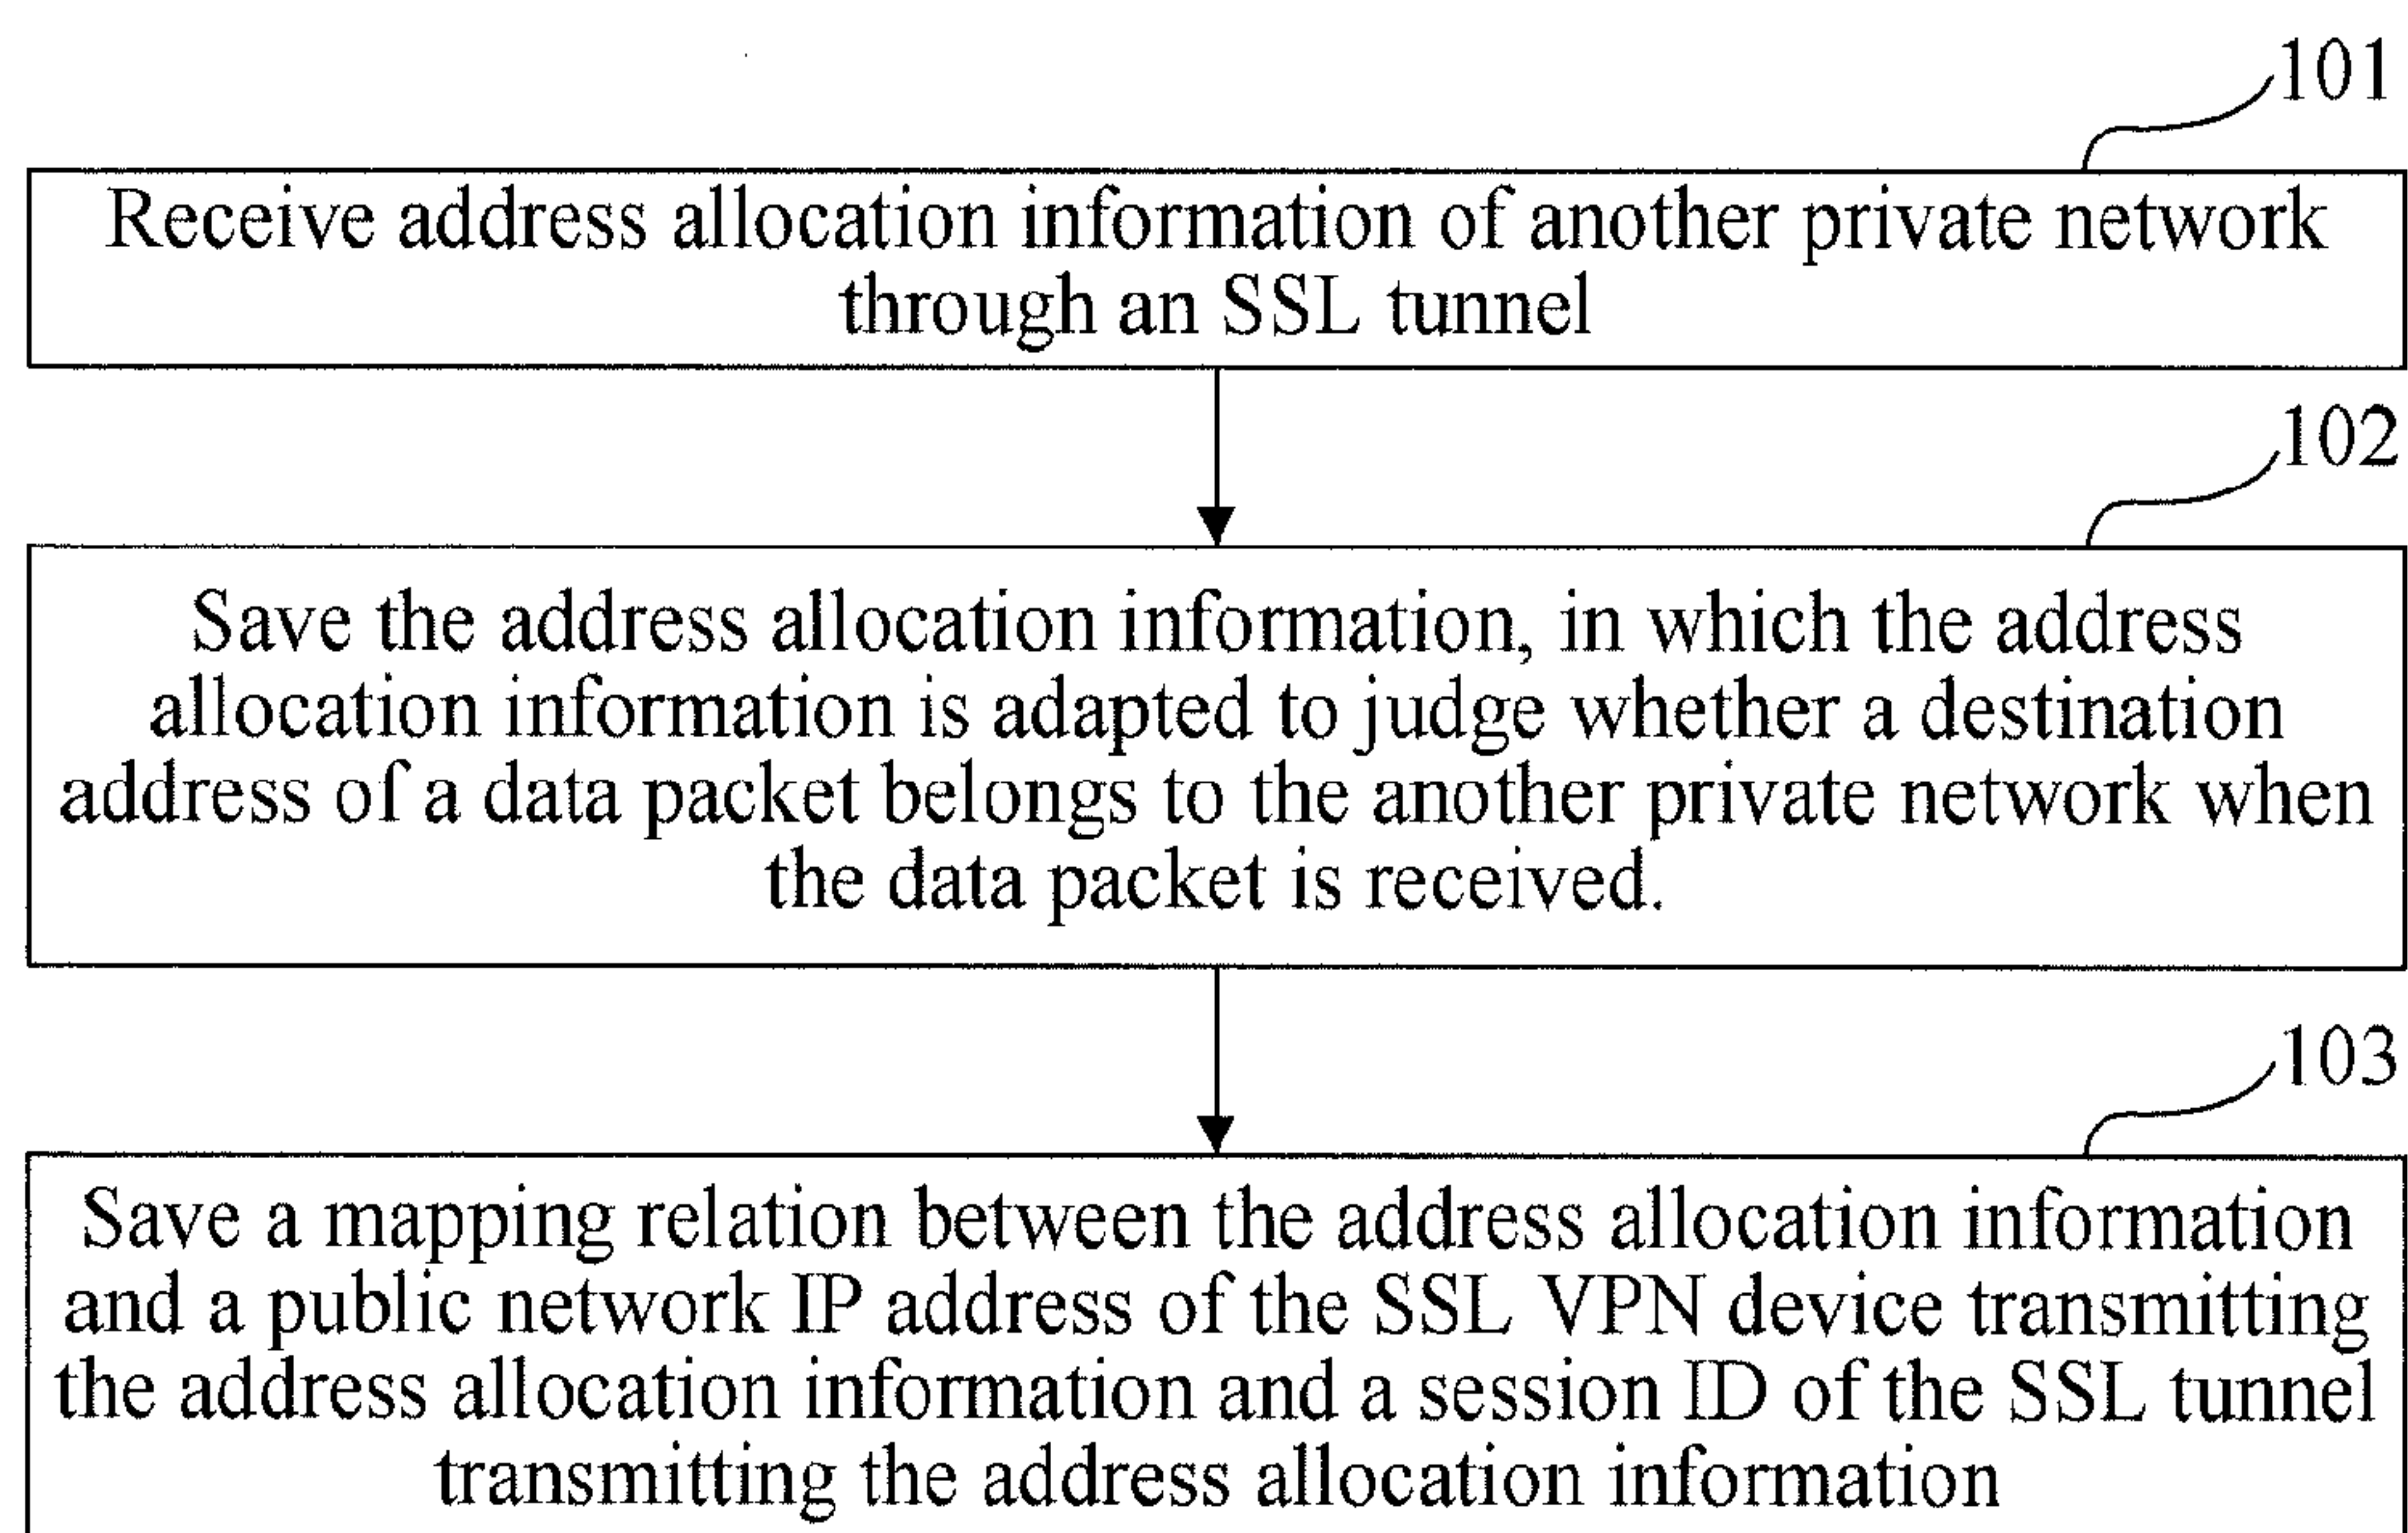 101
Receive address allocation information of another private network
through an SSL tunnel
102
Save the address allocation information, in which the address
allocation information is adapted to judge whether a destination
address of a data packet belongs to the another private network when
the data packet is received.
103
Save a mapping relation between the address allocation information
and a public network IP address of the SSL VPN device transmitting
the address allocation information and a session ID of the SSL tunnel
transmitting the address allocation information